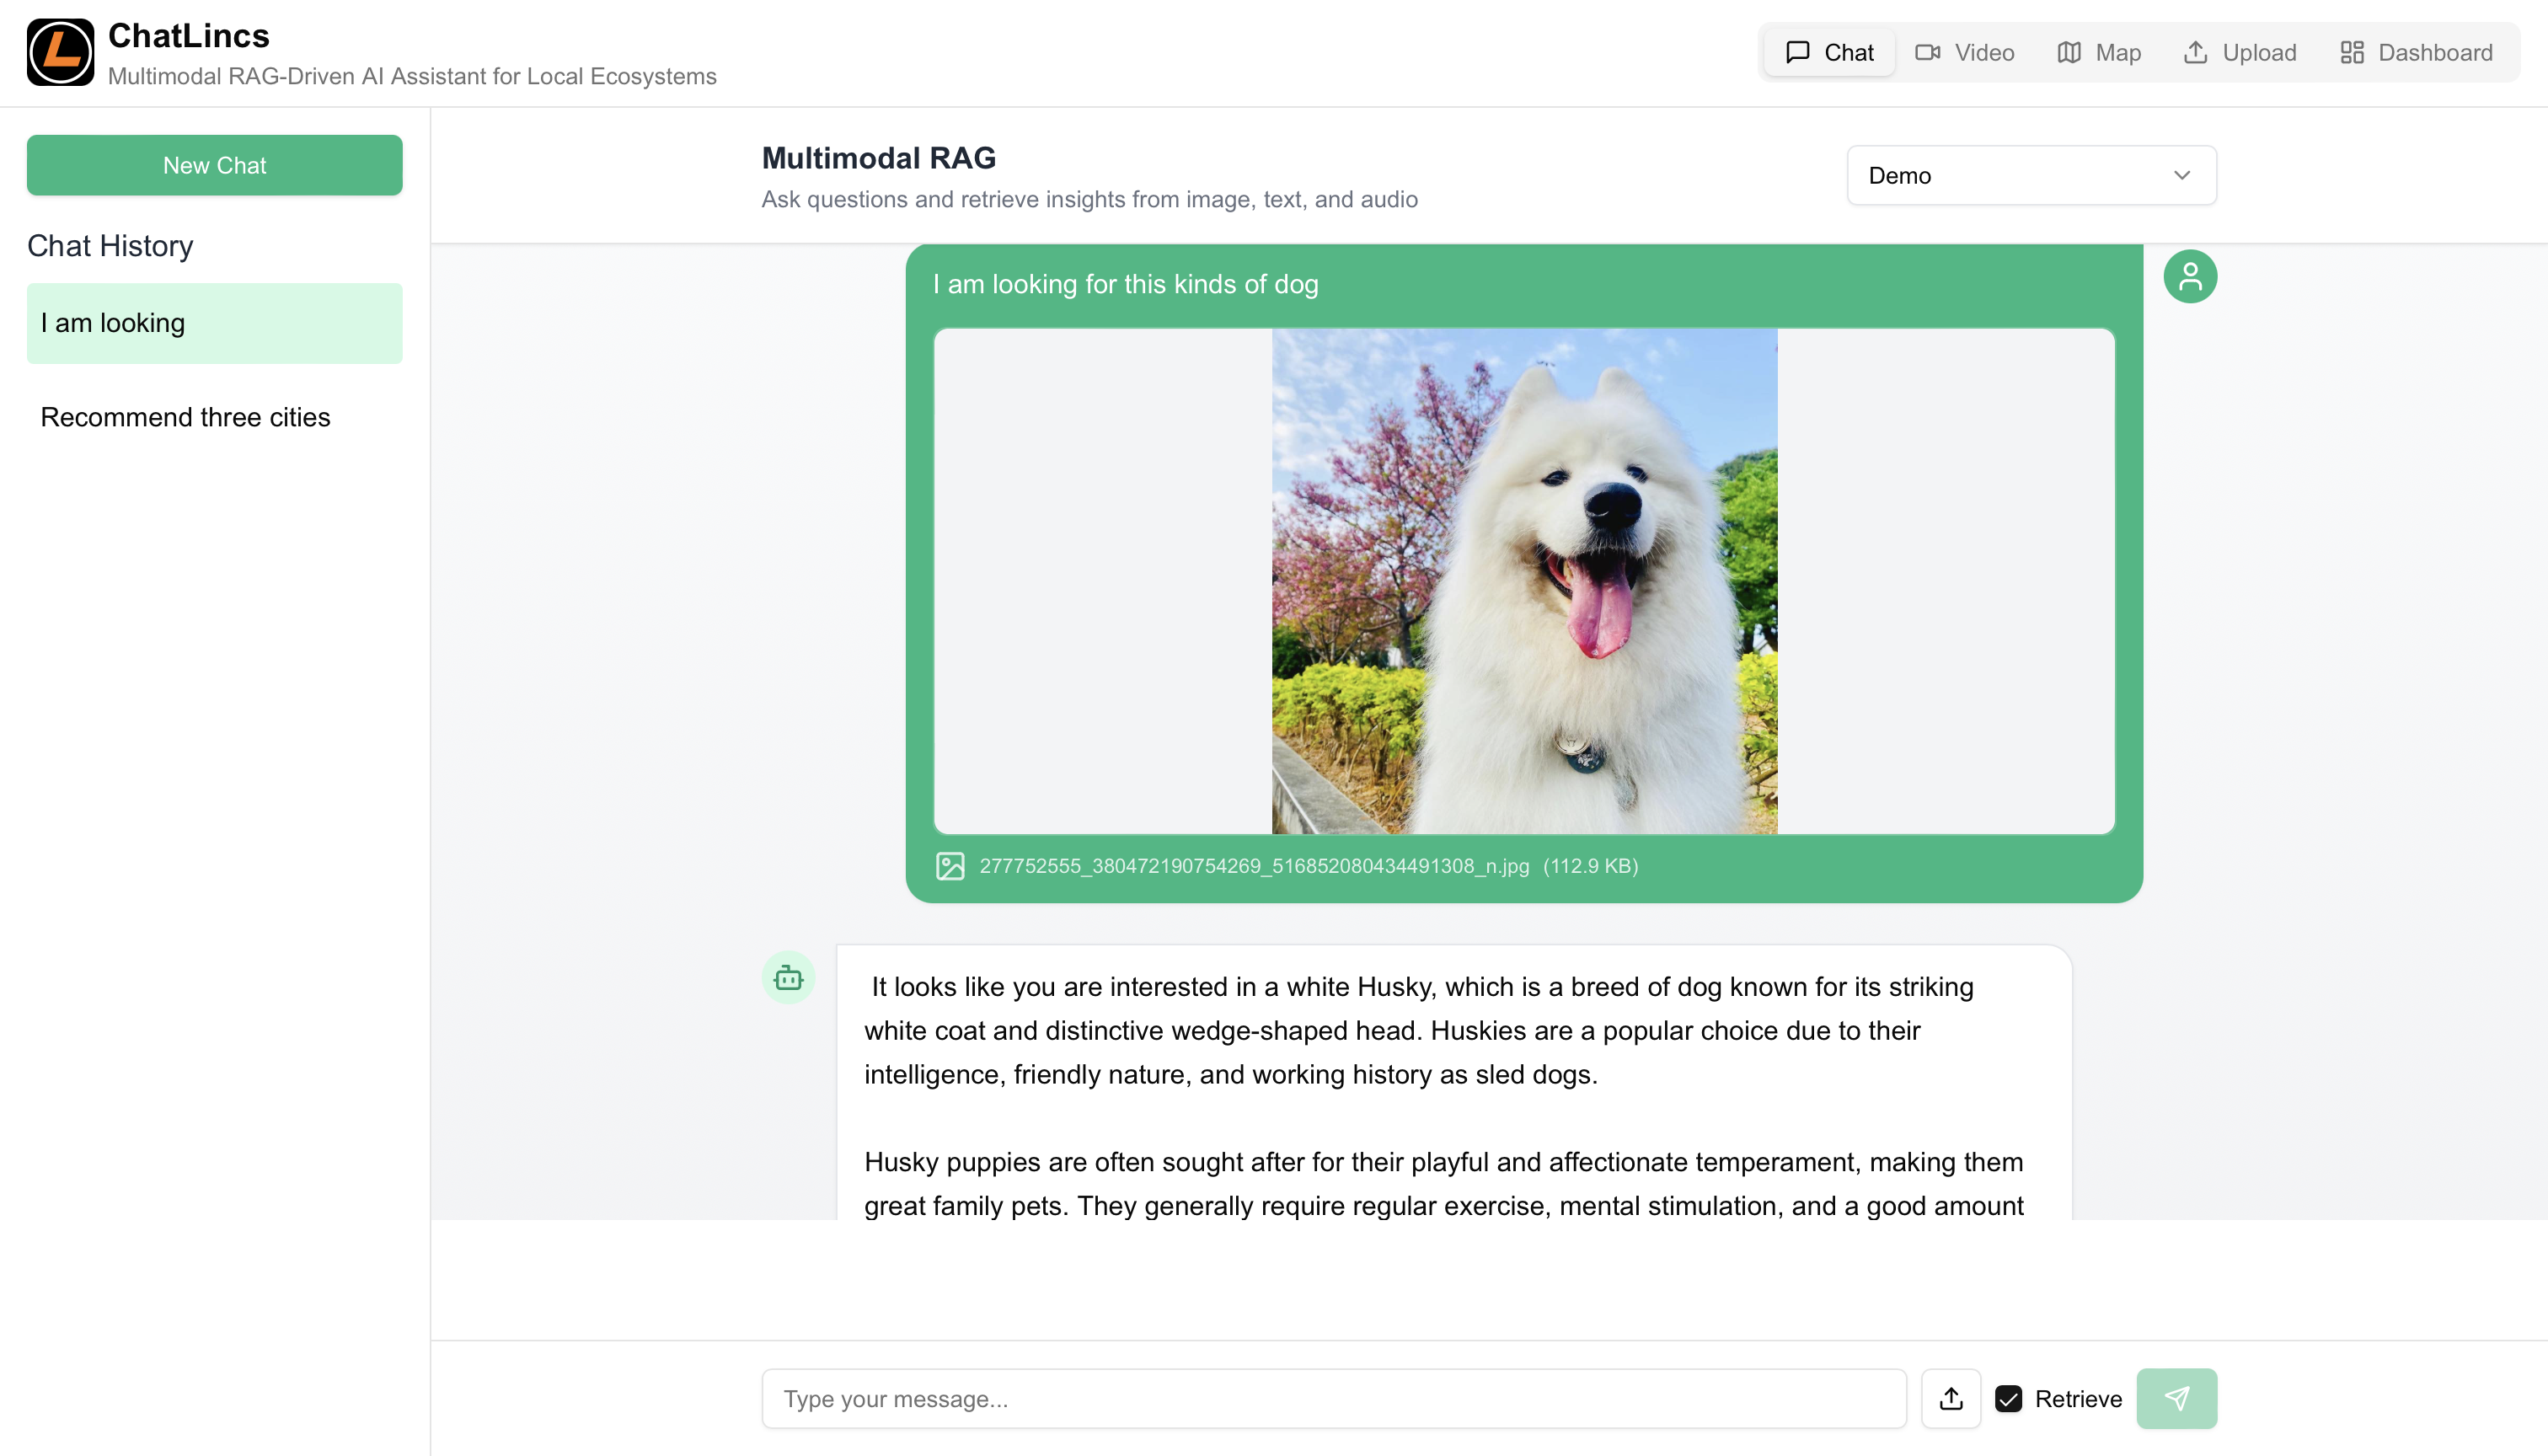 ChatLincs
Multimodal RAG-Driven AI Assistant for Local Ecosystems
Chat
Video
Map
Upload
Dashboard
New Chat
Chat History
I am looking
Recommend three cities
Multimodal RAG
Ask questions and retrieve insights from image, text, and audio
Demo
I am looking for this kinds of dog
277752555_380472190754269_516852080434491308_n.jpg (112.9 KB)
It looks like you are interested in a white Husky, which is a breed of dog known for its striking
white coat and distinctive wedge-shaped head. Huskies are a popular choice due to their
intelligence, friendly nature, and working history as sled dogs.
Husky puppies are often sought after for their playful and affectionate temperament, making them
great family pets. They generally require regular exercise, mental stimulation, and a good amount
Type your message...
Retrieve